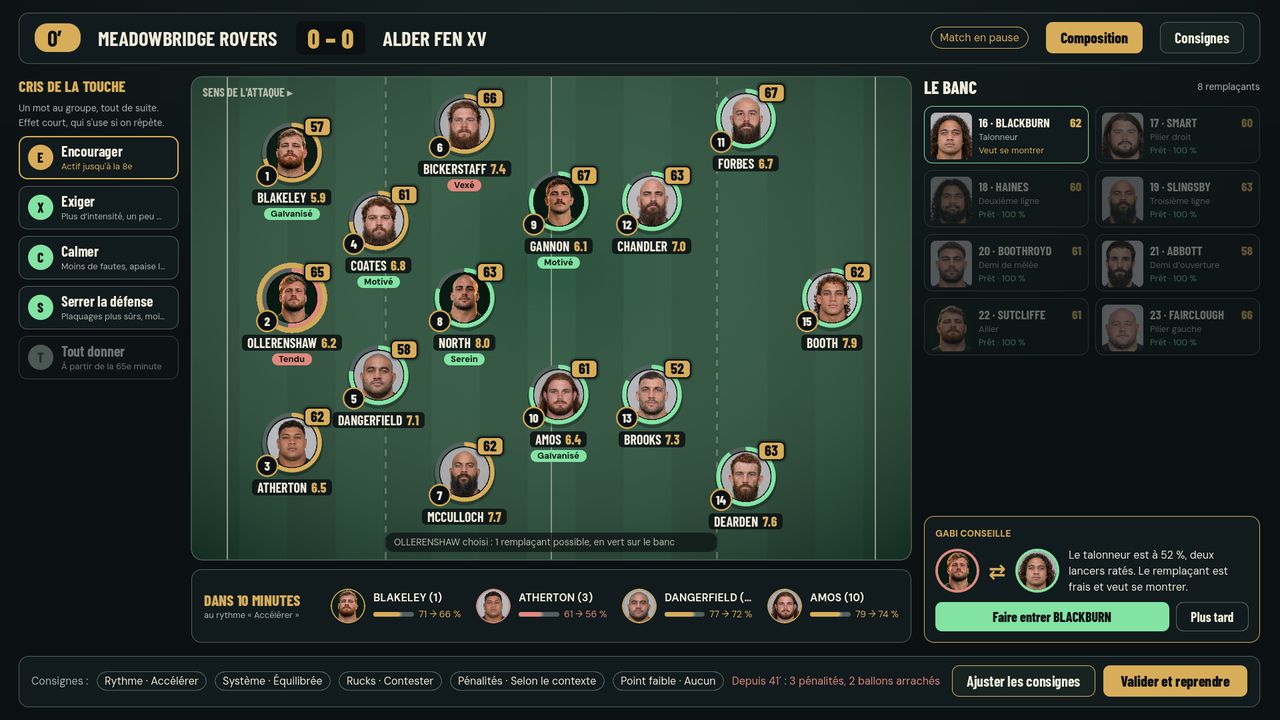 0'
MEADOWBRIDGE ROVERS
0 – 0
ALDER FEN XV
Match en pause
Composition
Consignes
CRIS DE LA TOUCHE
Un mot au groupe, tout de suite.
Effet court, qui s'use si on répète.
E
Encourager
Actif jusqu'à la 8e
X
Exiger
Plus d'intensité, un peu ...
C
Calmer
Moins de fautes, apaise l...
S
Serrer la défense
Plaquages plus sûrs, moi...
T
Tout donner
À partir de la 65e minute
SENS DE L'ATTAQUE ▸
66
6
BICKERSTAFF 7.4
Vexé
67
11
FORBES 6.7
57
1
BLAKELEY 5.9
Galvanisé
61
4
COATES 6.8
Motivé
67
9
GANNON 6.1
Motivé
63
12
CHANDLER 7.0
65
2
OLLERENSHAW 6.2
Tendu
63
8
NORTH 8.0
Serein
62
15
BOOTH 7.9
58
5
DANGERFIELD 7.1
61
10
AMOS 6.4
Galvanisé
52
13
BROOKS 7.3
62
3
ATHERTON 6.5
62
7
MCCULLOCH 7.7
63
14
DEARDEN 7.6
OLLERENSHAW choisi : 1 remplaçant possible, en vert sur le banc
DANS 10 MINUTES
au rythme « Accélérer »
BLAKELEY (1)
71 → 66 %
ATHERTON (3)
61 → 56 %
DANGERFIELD (...
77 → 72 %
AMOS (10)
79 → 74 %
LE BANC
8 remplaçants
16 · BLACKBURN 62
Talonneur
Veut se montrer
17 · SMART 60
Pilier droit
Prêt · 100 %
18 · HAINES 60
Deuxième ligne
Prêt · 100 %
19 · SLINGSBY 63
Troisième ligne
Prêt · 100 %
20 · BOOTHROYD 61
Demi de mêlée
Prêt · 100 %
21 · ABBOTT 58
Demi d'ouverture
Prêt · 100 %
22 · SUTCLIFFE 61
Ailier
Prêt · 100 %
23 · FAIRCLOUGH 66
Pilier gauche
Prêt · 100 %
GABI CONSEILLE
Le talonneur est à 52 %, deux
lancers ratés. Le remplaçant est
frais et veut se montrer.
Faire entrer BLACKBURN
Plus tard
Consignes :
Rythme · Accélérer
Système · Équilibrée
Rucks · Contester
Pénalités · Selon le contexte
Point faible · Aucun
Depuis 41' : 3 pénalités, 2 ballons arrachés
Ajuster les consignes
Valider et reprendre